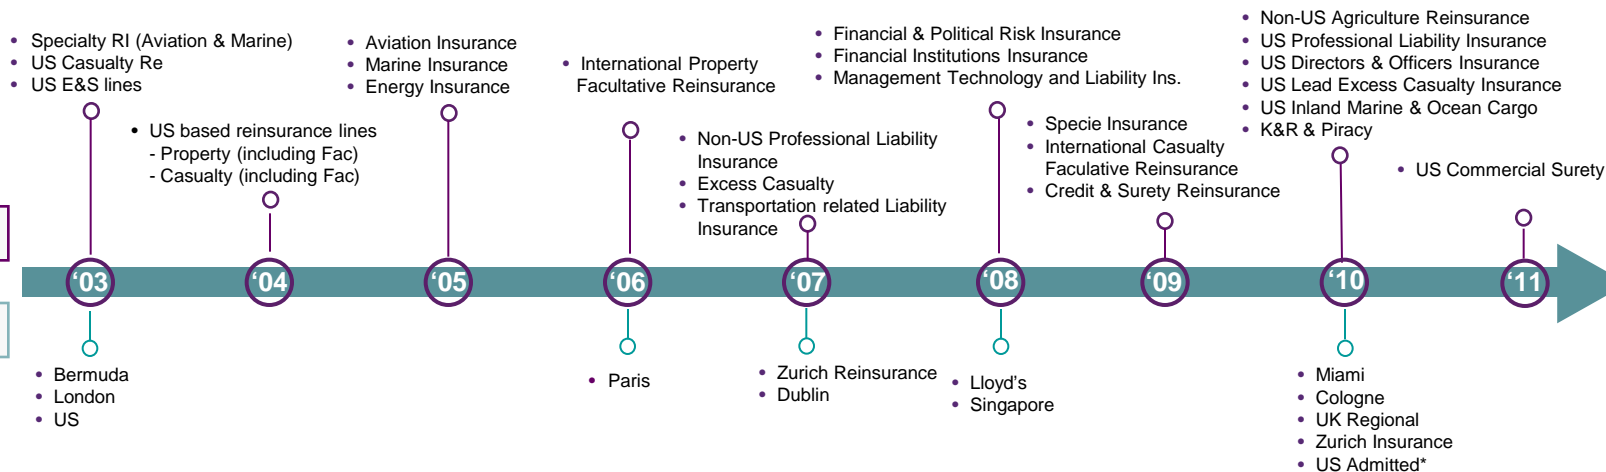 • Specialty RI (Aviation & Marine)
• US Casualty Re
• US E&S lines
• US based reinsurance lines
- Property (including Fac)
- Casualty (including Fac)
• Aviation Insurance
• Marine Insurance
• Energy Insurance
• International Property
Facultative Reinsurance
• Non-US Professional Liability
Insurance
• Excess Casualty
• Transportation related Liability
Insurance
• Financial & Political Risk Insurance
• Financial Institutions Insurance
• Management Technology and Liability Ins.
• Specie Insurance
• International Casualty
Faculative Reinsurance
• Credit & Surety Reinsurance
• Non-US Agriculture Reinsurance
• US Professional Liability Insurance
• US Directors & Officers Insurance
• US Lead Excess Casualty Insurance
• US Inland Marine & Ocean Cargo
• K&R & Piracy
• US Commercial Surety
‘03
‘04
‘05
‘06
‘07
‘08
‘09
‘‘10
‘11
• Bermuda
• London
• US
• Paris
• Zurich Reinsurance
• Dublin
• Lloyd’s
• Singapore
• Miami
• Cologne
• UK Regional
• Zurich Insurance
• US Admitted*